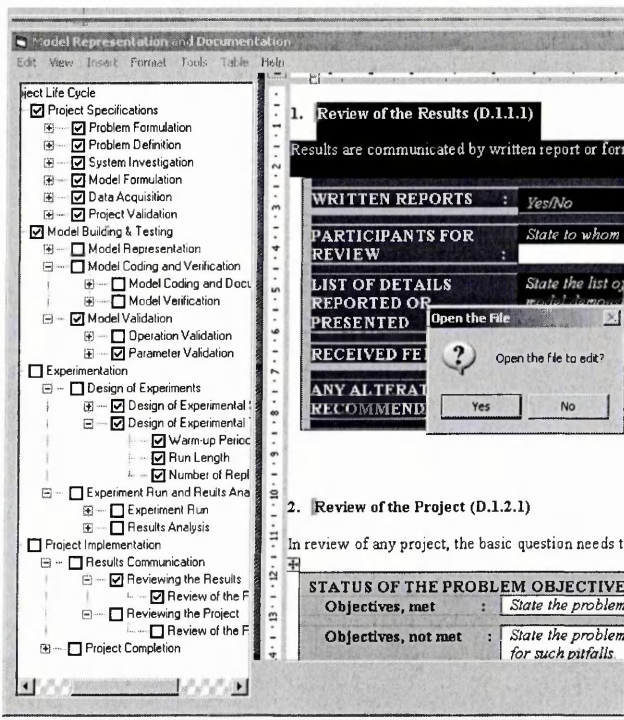 Model Representation and Documentation
Edit View Insert Format Tools Table Help
ject Life Cycle
Project Specifications
Problem Formulation
Problem Definition
System Investigation
Model Formulation
Data Acquisition
Project Validation
Model Building & Testing
Model Representation
Model Coding and Verification
Model Coding and Docu
Model Verification
Model Validation
Operation Validation
Parameter Validation
Experimentation
Design of Experiments
Design of Experimental
Design of Experimental
Warm-up Perioc
Run Length
Number of Repl
Experiment Run and Reults Ana
Experiment Run
Results Analysis
Project Implementation
Results Communication
Reviewing the Results
Review of the F
Reviewing the Project
Review of the F
Project Completion
1. Review of the Results (D.1.1.1)
Results are communicated by written report or for
WRITTEN REPORTS : Yes/No
PARTICIPANTS FOR REVIEW : State to whom
LIST OF DETAILS REPORTED OR PRESENTED State the list o
RECEIVED FE
ANY ALTERAT
RECOMMEND
Open the File
Open the file to edit?
Yes No
2. Review of the Project (D.1.2.1)
In review of any project, the basic question needs t
STATUS OF THE PROBLEM OBJECTIVE
Objectives, met : State the problem
Objectives, not met : State the problem
for such pitfalls